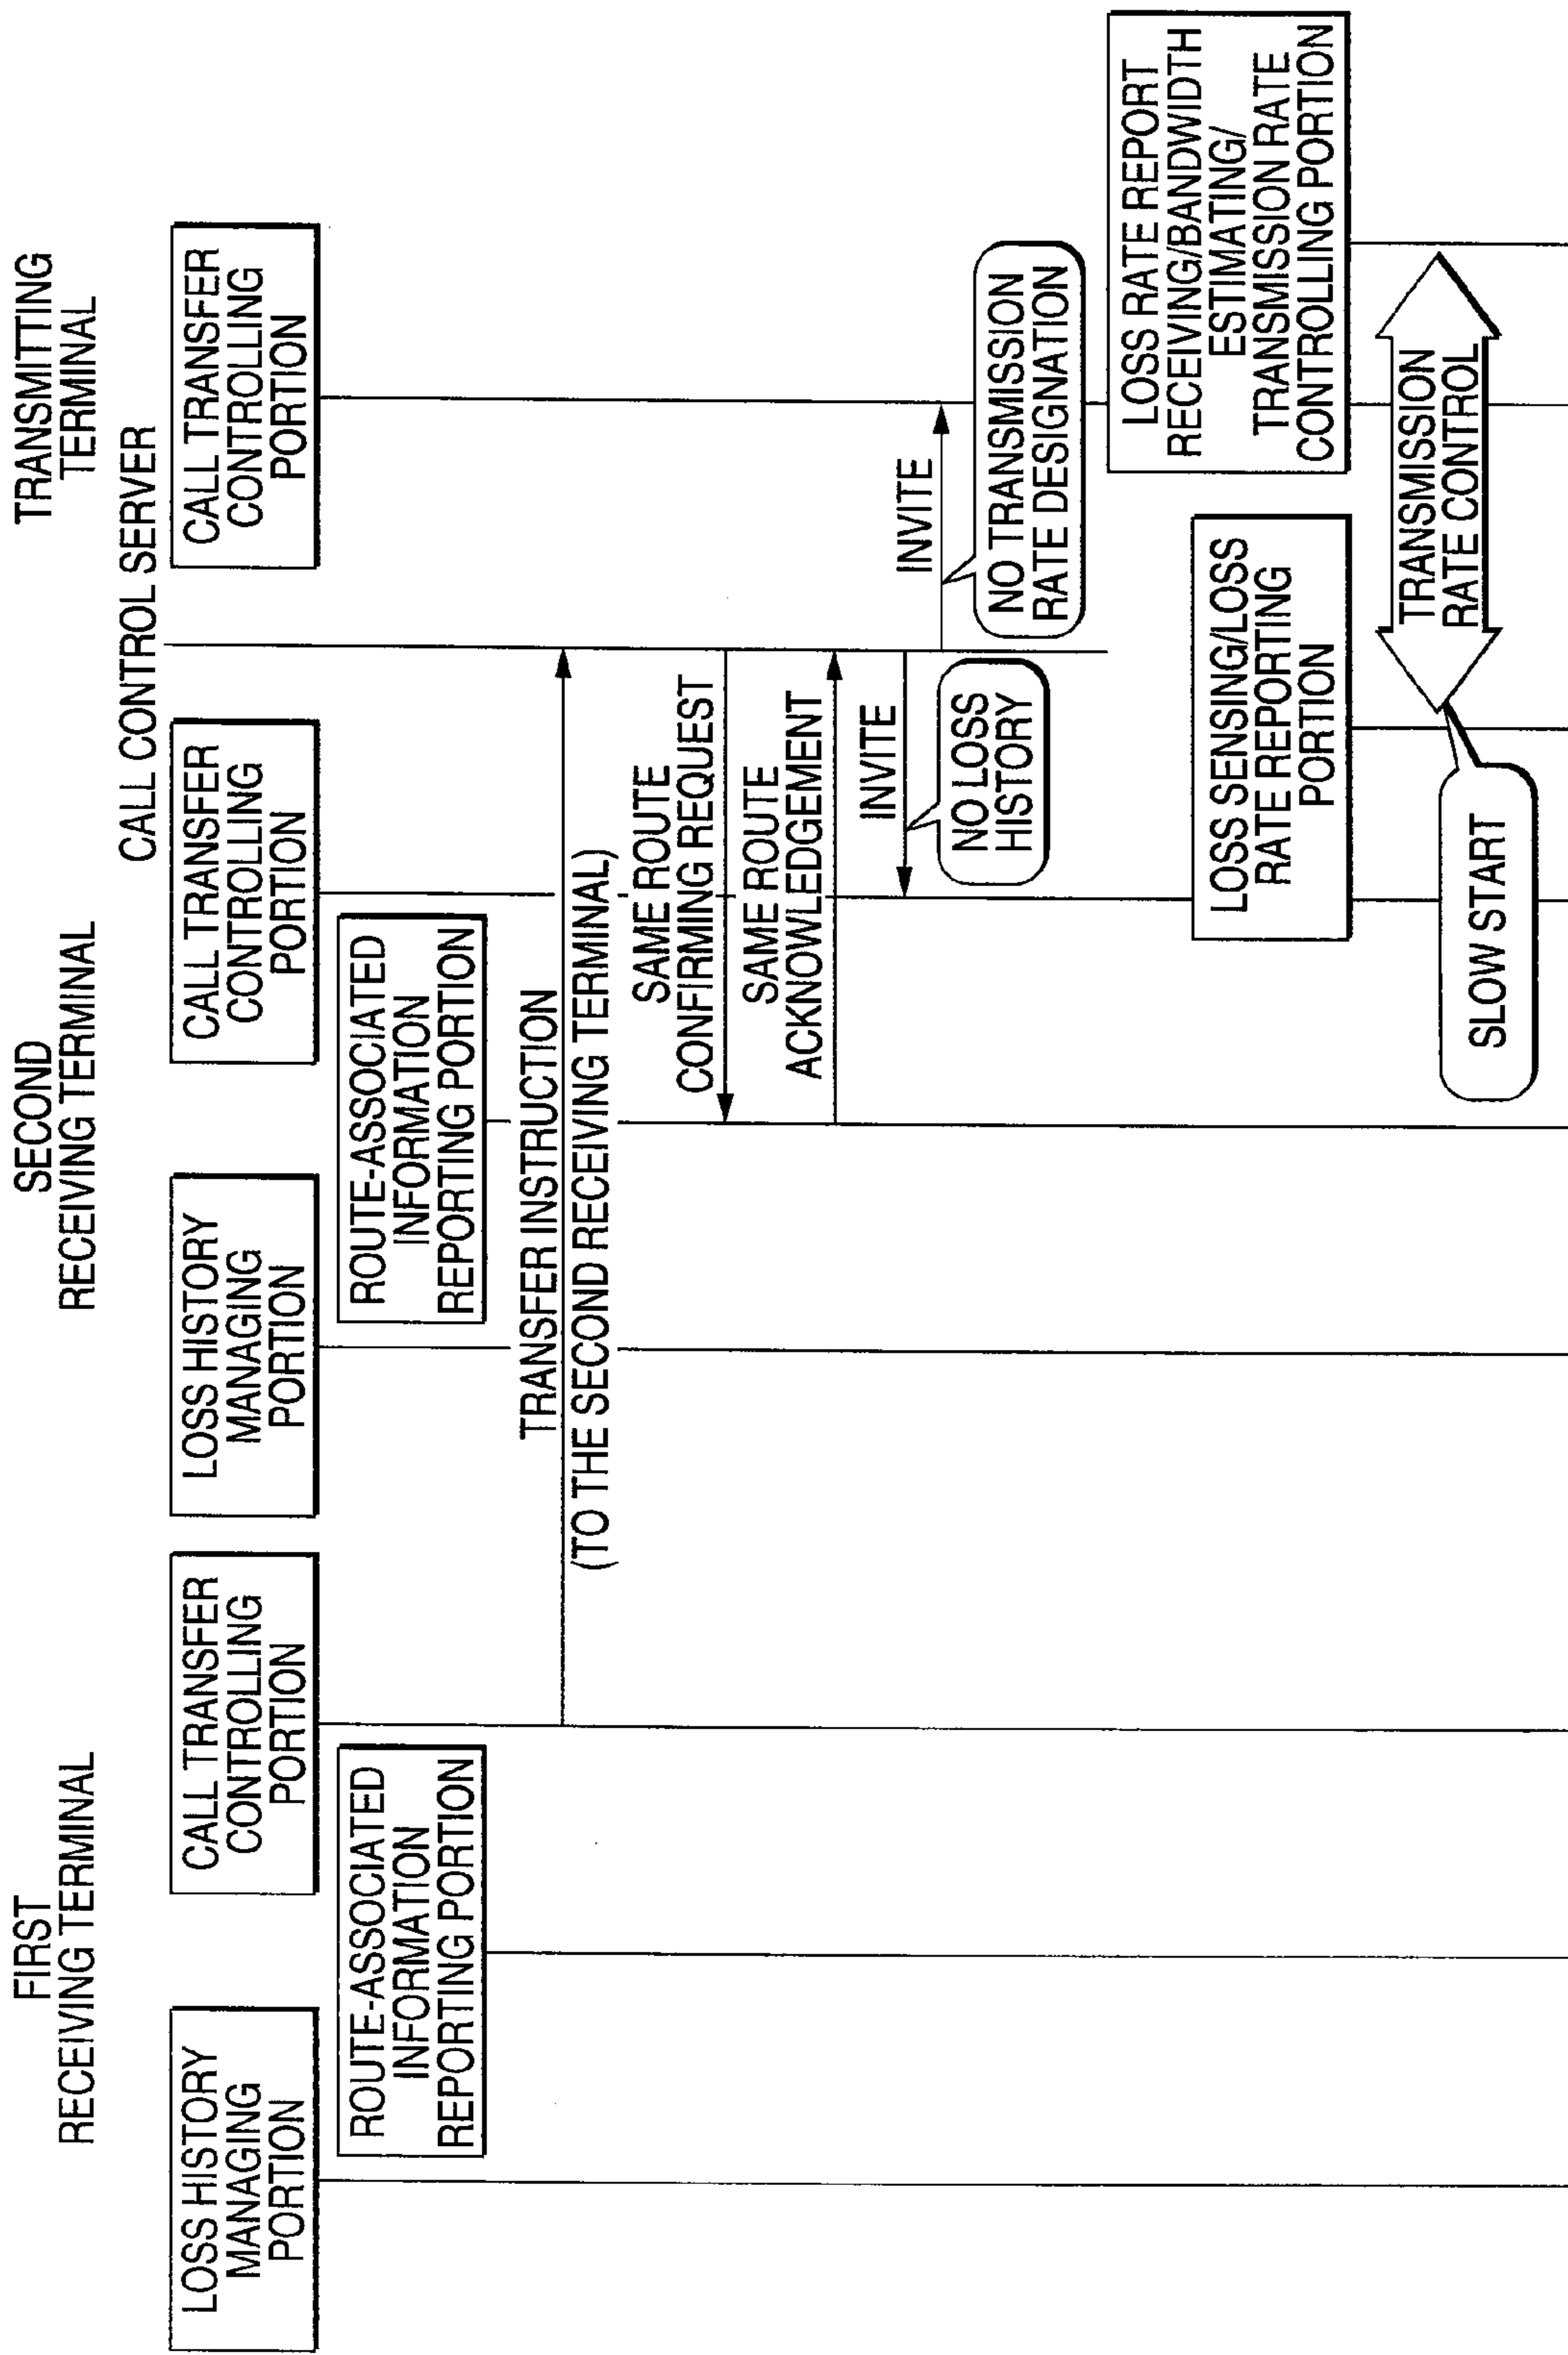 FIRST
RECEIVING TERMINAL
SECOND
RECEIVING TERMINAL
TRANSMITTING
TERMINAL
CALL CONTROL SERVER
LOSS HISTORY
MANAGING
PORTION
CALL TRANSFER
CONTROLLING
PORTION
LOSS HISTORY
MANAGING
PORTION
CALL TRANSFER
CONTROLLING
PORTION
CALL TRANSFER
CONTROLLING
PORTION
ROUTE-ASSOCIATED
INFORMATION
REPORTING PORTION
ROUTE-ASSOCIATED
INFORMATION
REPORTING PORTION
TRANSFER INSTRUCTION
(TO THE SECOND RECEIVING TERMINAL)
SAME ROUTE
CONFIRMING REQUEST
SAME ROUTE
ACKNOWLEDGEMENT
INVITE
NO LOSS
HISTORY
INVITE
NO TRANSMISSION
RATE DESIGNATION
LOSS RATE REPORT
RECEIVING/BANDWIDTH
ESTIMATING/
TRANSMISSION RATE
CONTROLLING PORTION
LOSS SENSING/LOSS
RATE REPORTING
PORTION
TRANSMISSION
RATE CONTROL
SLOW START